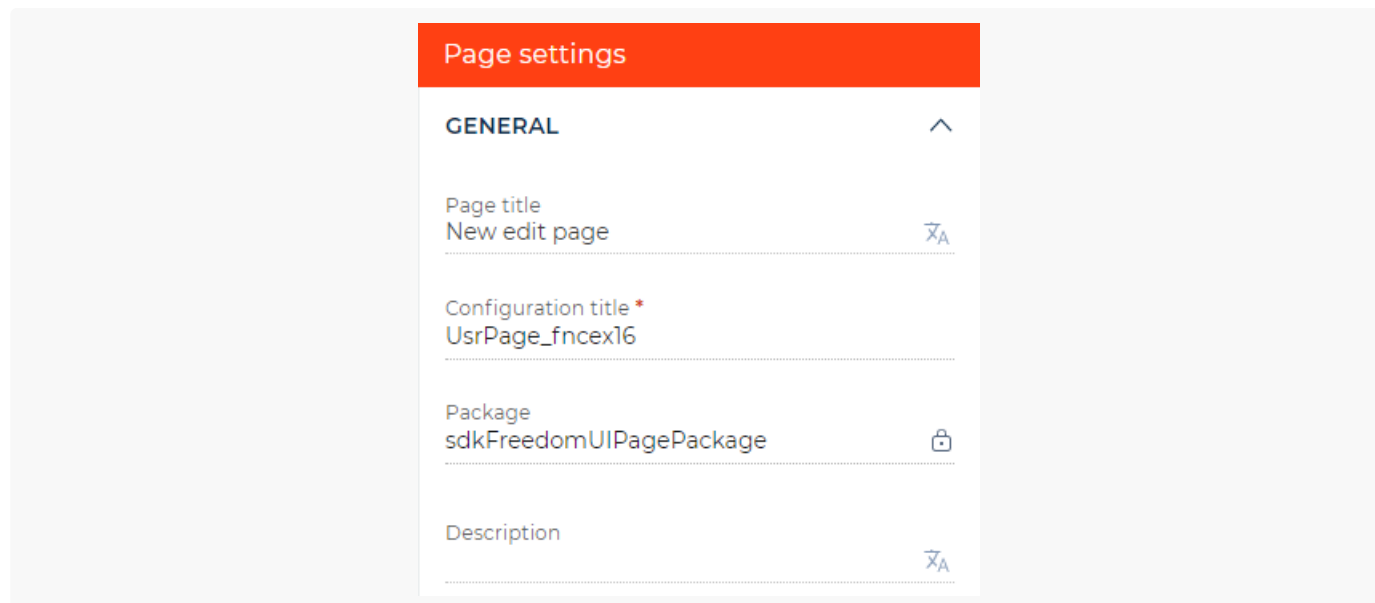 Page settings
GENERAL
Page title
New edit page
Configuration title *
UsrPage_fncex16
Package
sdkFreedomUIPagePackage
Description